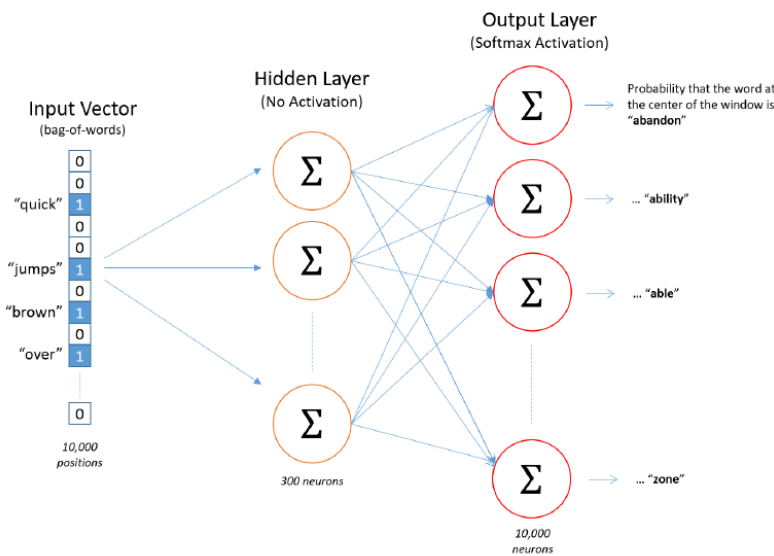 Input Vector
(bag-of-words)
0
0
"quick" 1
0
0
"jumps" 1
0
"brown" 1
0
"over" 1
0
10,000
positions
Hidden Layer
(No Activation)
Σ
Σ
Σ
300 neurons
Output Layer
(Softmax Activation)
Σ
Σ
Σ
Σ
10,000
neurons
Probability that the word at
the center of the window is
"abandon"
... "ability"
... "able"
... "zone"